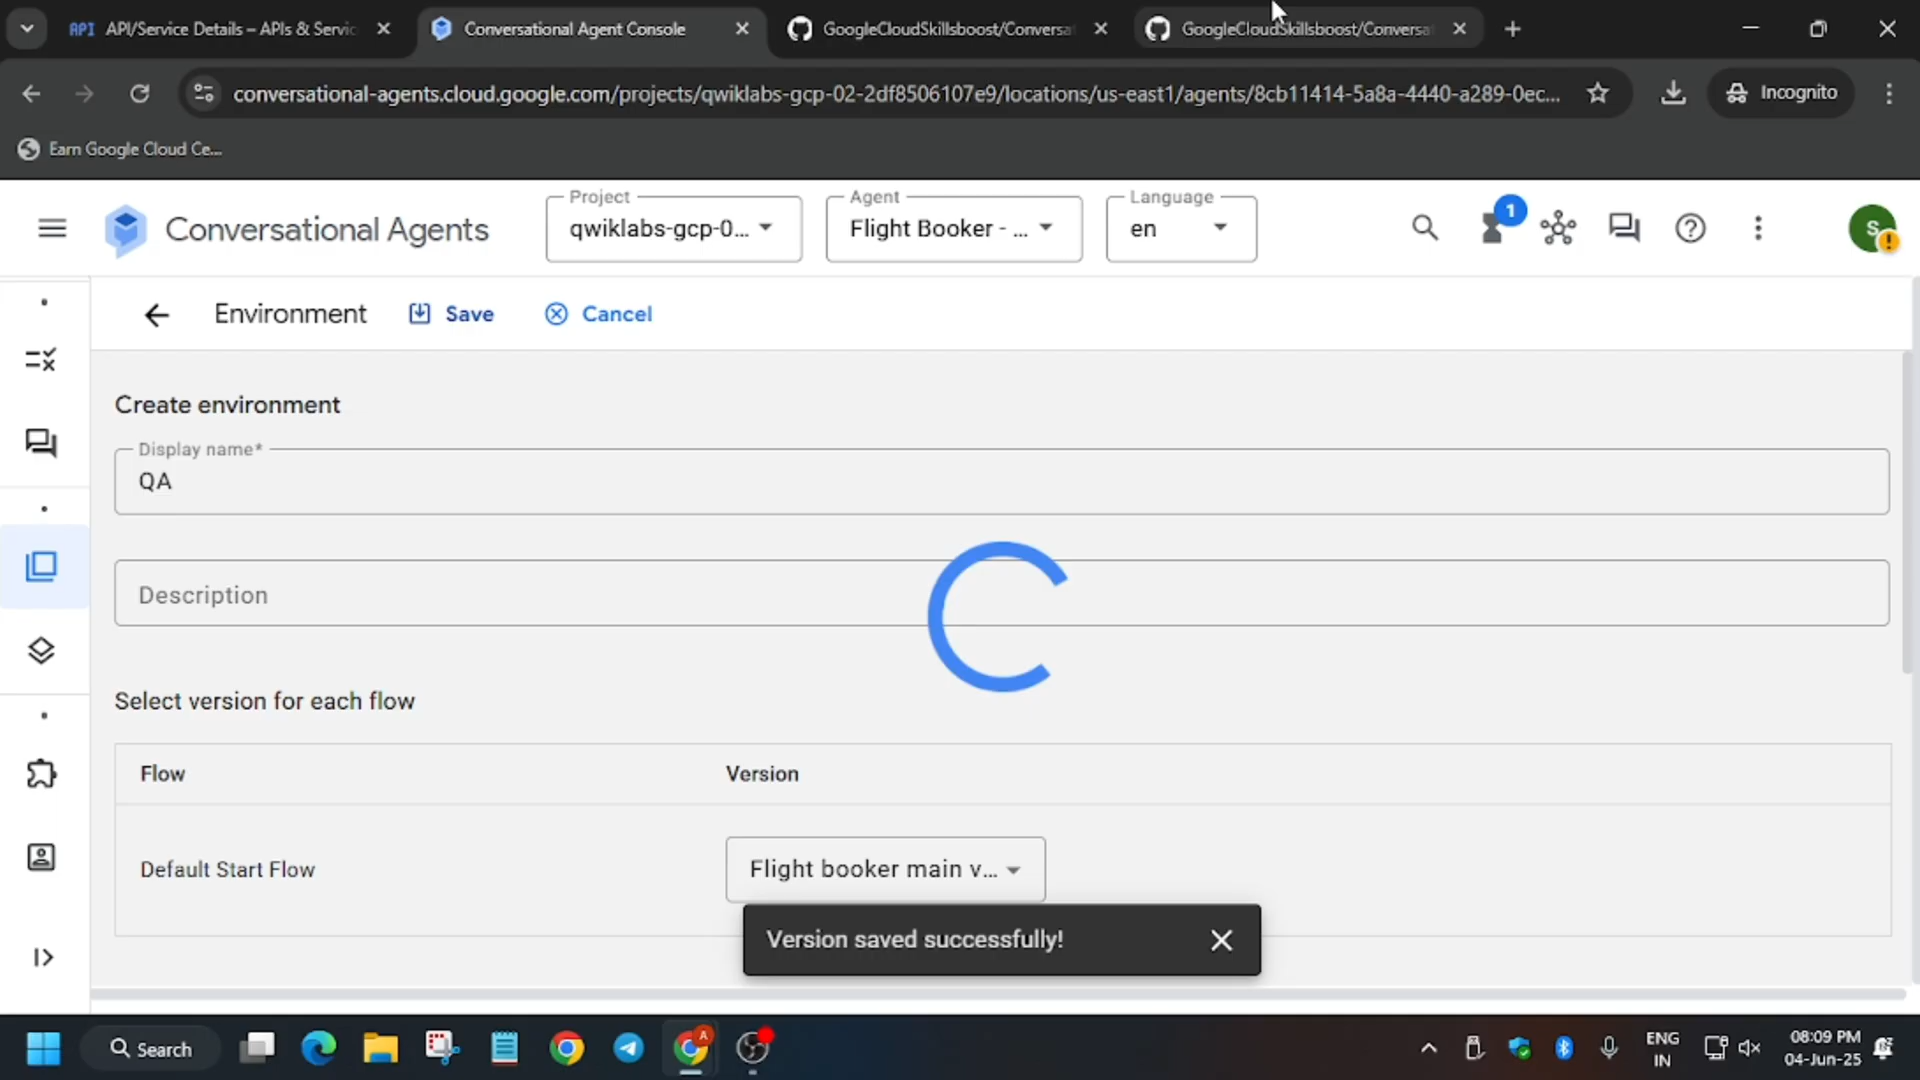 API API/Service Details – APIs & Servic
Conversational Agent Console
GoogleCloudSkillsboost/Conversa
GoogleCloudSkillsboost/Conversa
conversational-agents.cloud.google.com/projects/qwiklabs-gcp-02-2df8506107e9/locations/us-east1/agents/8cb11414-5a8a-4440-a289-0ec...
Incognito
Earn Google Cloud Ce...
Conversational Agents
Project
qwiklabs-gcp-0...
Agent
Flight Booker - ...
Language
en
1
S
Environment
Save
Cancel
Create environment
Display name*
QA
Description
Select version for each flow
Flow
Version
Default Start Flow
Flight booker main v...
Version saved successfully!
Search
A
ENG
IN
08:09 PM
04-Jun-25